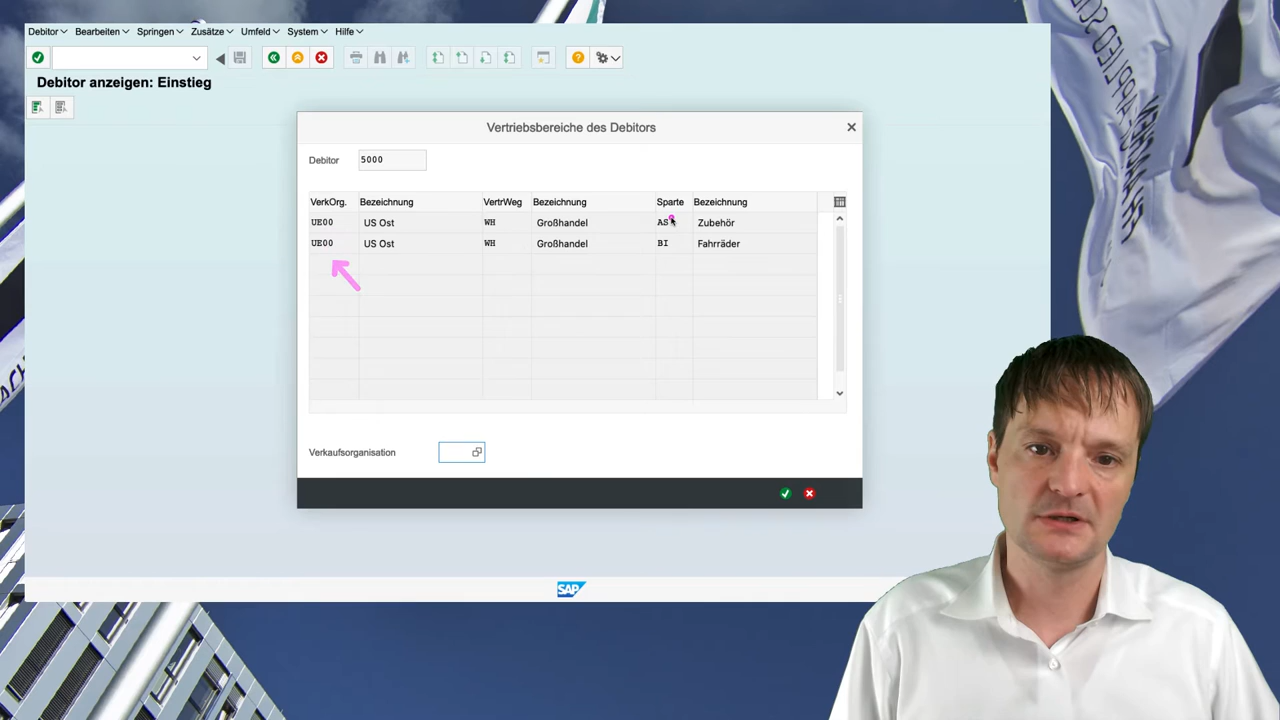 Debitor Bearbeiten Springen Zusätze Umfeld System Hilfe
Debitor anzeigen: Einstieg
Vertriebsbereiche des Debitors
Debitor 5000
VerkOrg. Bezeichnung VertrWeg Bezeichnung Sparte Bezeichnung
UE00 US Ost WH Großhandel AS Zubehör
UE00 US Ost WH Großhandel BI Fahrräder
Verkaufsorganisation
SAP